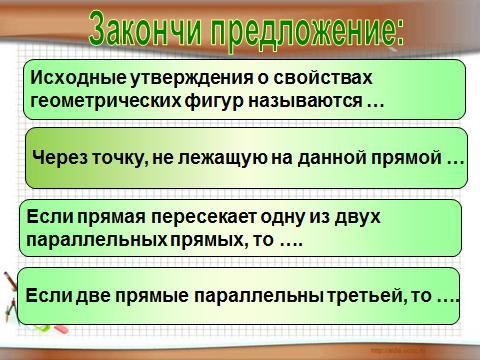 Закончи предложение:
Исходные утверждения о свойствах
геометрических фигур называются …
Через точку, не лежащую на данной прямой …
Если прямая пересекает одну из двух
параллельных прямых, то ….
Если две прямые параллельны третьей, то ….